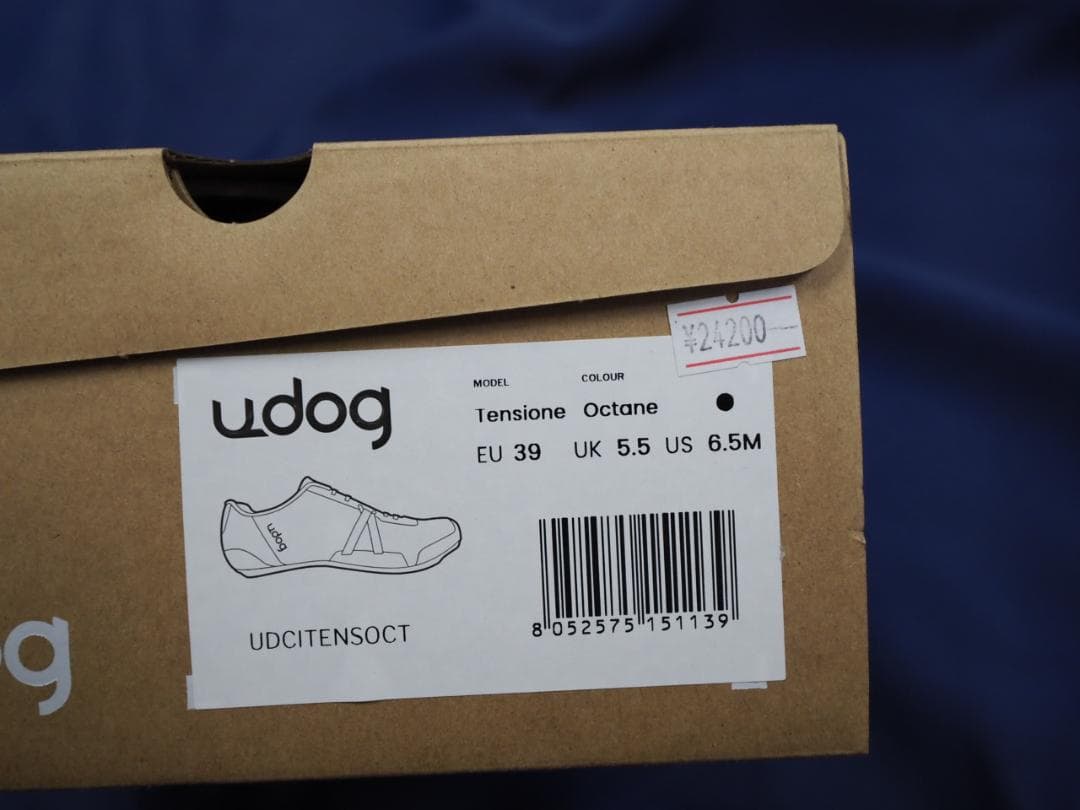 ¥24200
udog
MODEL COLOUR
Tensione Octane
EU 39 UK 5.5 US 6.5M
udog
UDCITENSOCT
8 052575 151139
og